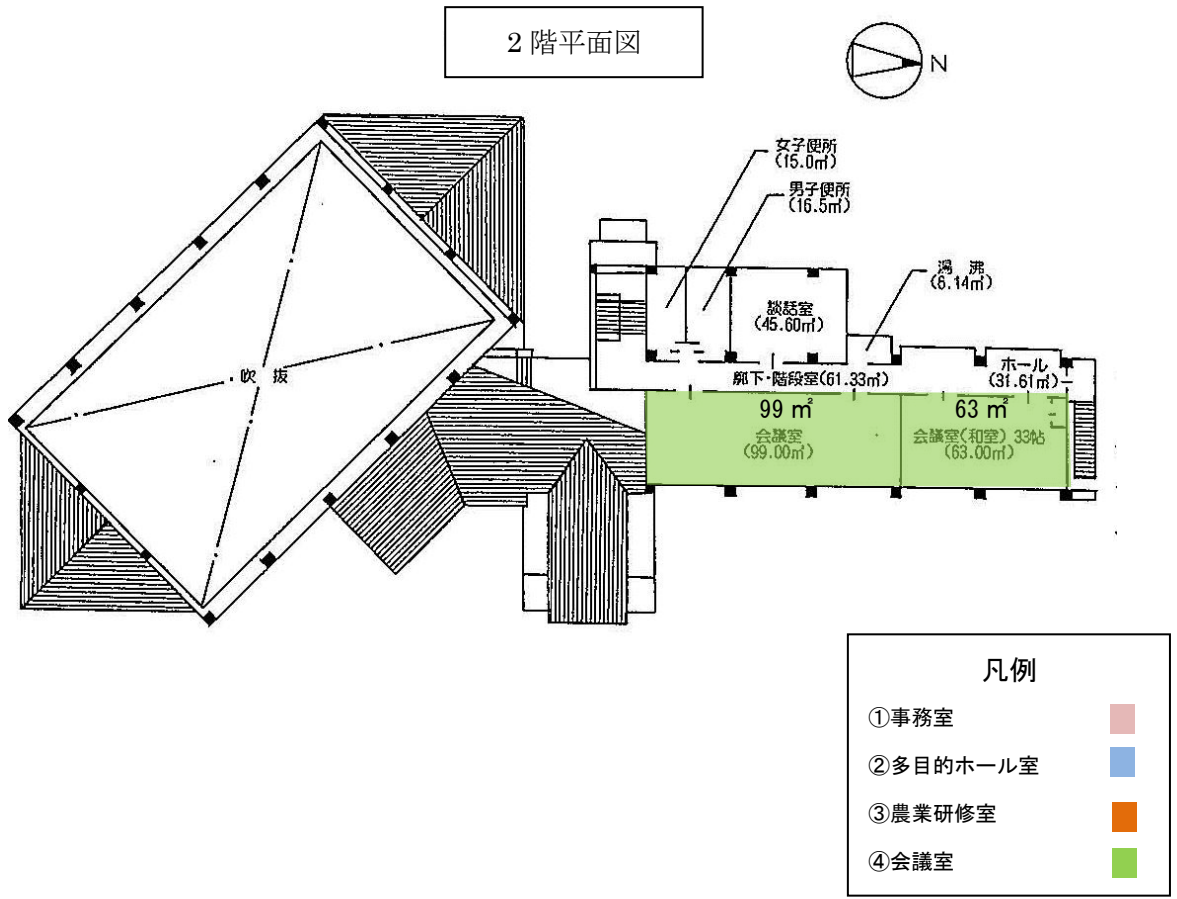 2階平面図
N
女子便所
(15.0㎡)
男子便所
(16.5㎡)
湯 沸
(6.14㎡)
談話室
(45.60㎡)
ホール
(31.61㎡)
廊下・階段室(61.33㎡)
吹 抜
99 ㎡
会議室
(99.00㎡)
63 ㎡
会議室(和室) 33帖
(63.00㎡)
凡例
①事務室
②多目的ホール室
③農業研修室
④会議室